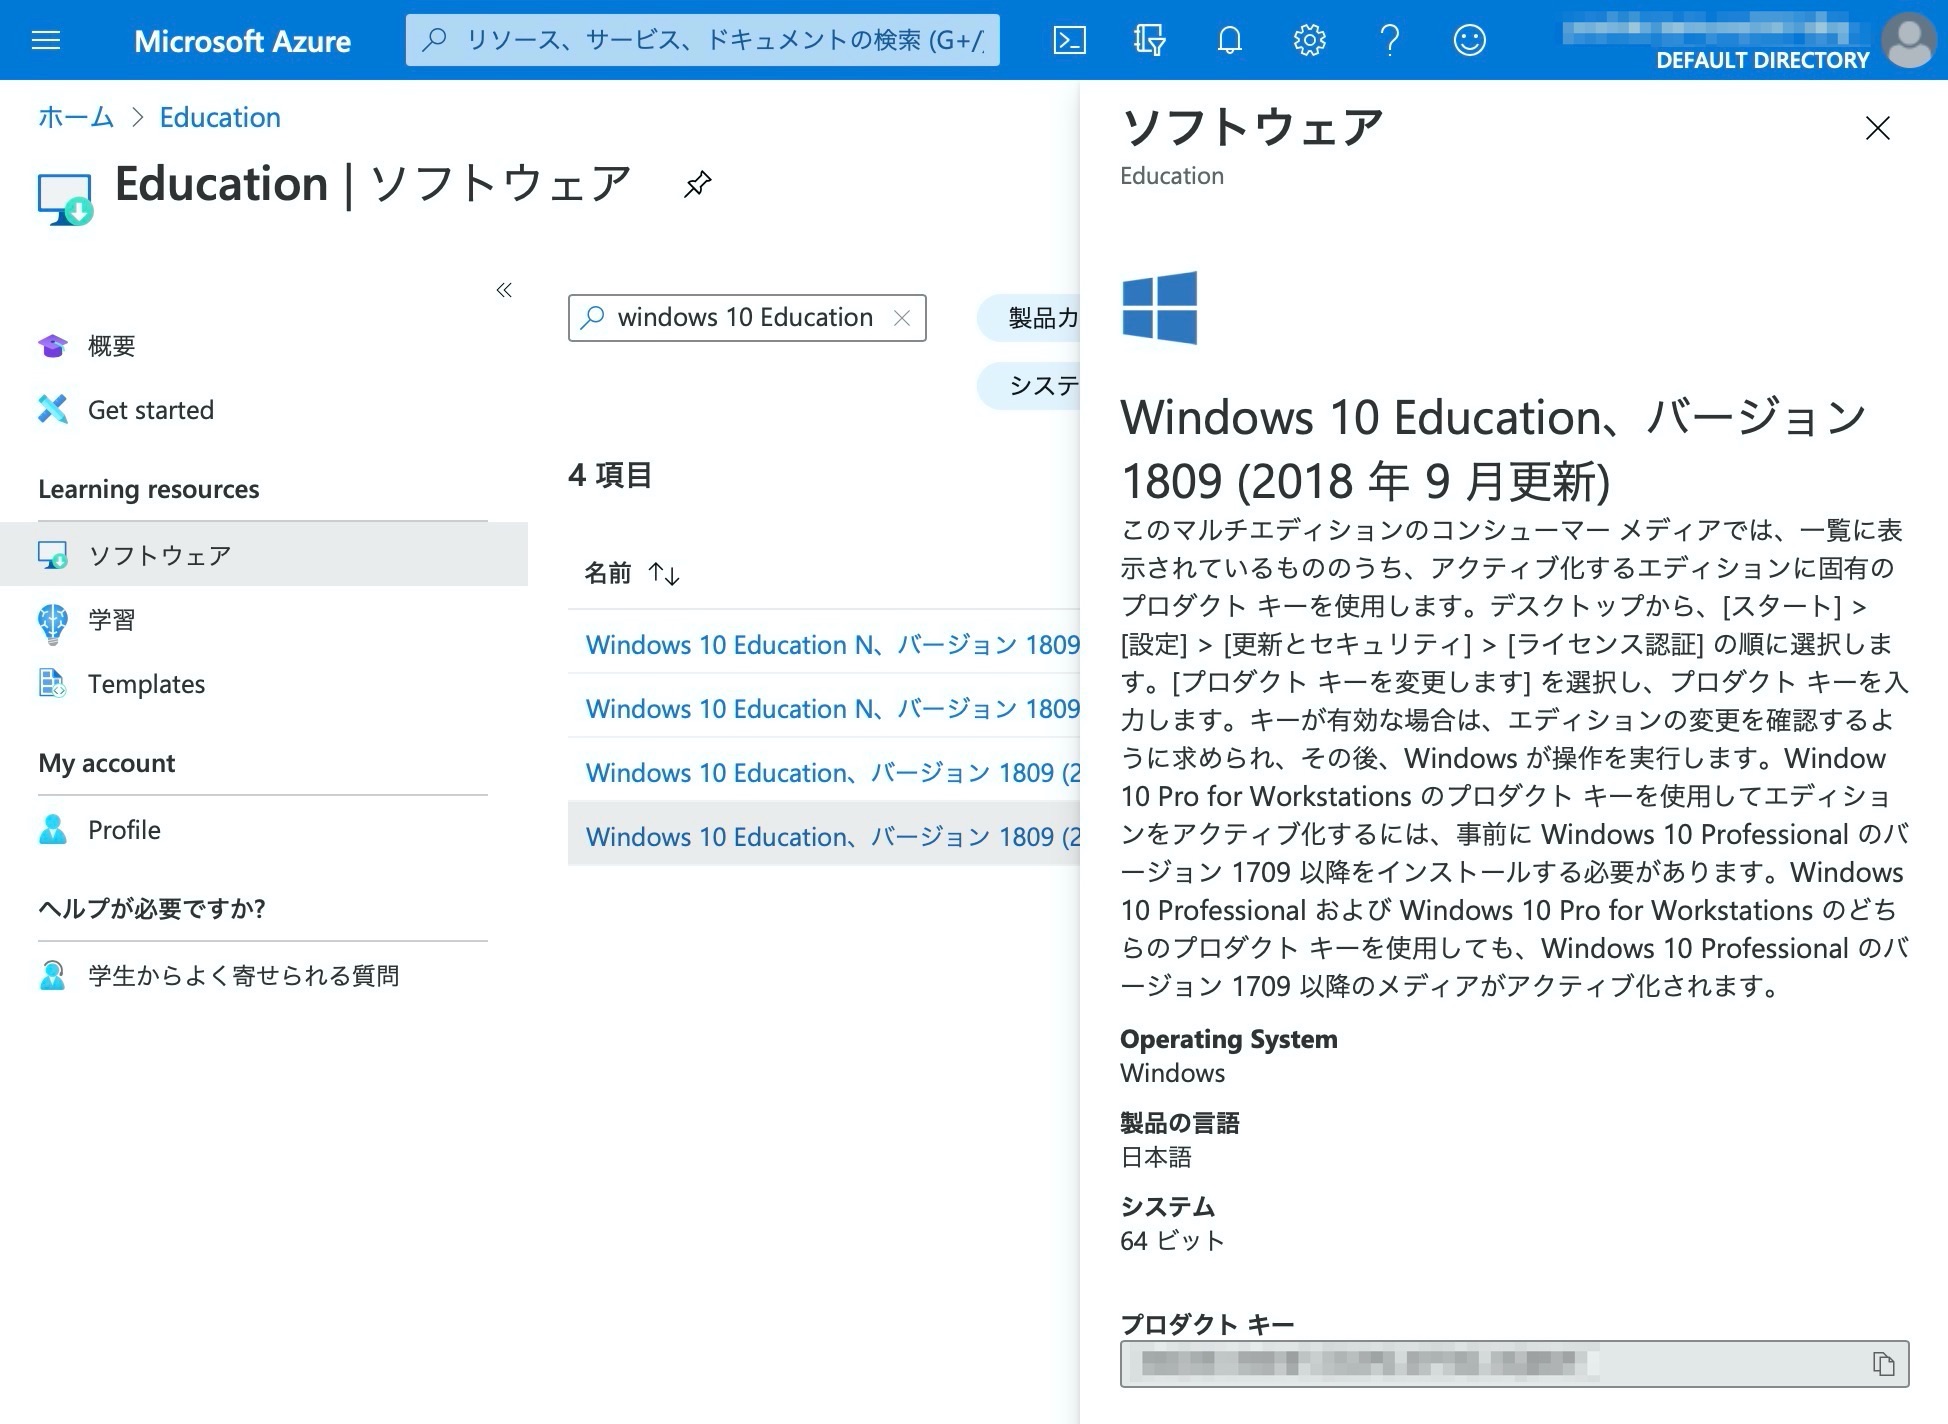 Microsoft Azure
リソース、サービス、ドキュメントの検索 (G+/)
DEFAULT DIRECTORY
ホーム > Education
Education | ソフトウェア
«
概要
Get started
Learning resources
ソフトウェア
学習
Templates
My account
Profile
ヘルプが必要ですか?
学生からよく寄せられる質問
windows 10 Education
製品カ
システ
4 項目
名前 ↑↓
Windows 10 Education N、バージョン 1809
Windows 10 Education N、バージョン 1809
Windows 10 Education、バージョン 1809 (2
Windows 10 Education、バージョン 1809 (2
ソフトウェア
Education
Windows 10 Education、バージョン
1809 (2018 年 9 月更新)
このマルチエディションのコンシューマー メディアでは、一覧に表
示されているもののうち、アクティブ化するエディションに固有の
プロダクト キーを使用します。デスクトップから、[スタート] >
[設定] > [更新とセキュリティ] > [ライセンス認証] の順に選択しま
す。[プロダクト キーを変更します] を選択し、プロダクト キーを入
力します。キーが有効な場合は、エディションの変更を確認するよ
うに求められ、その後、Windows が操作を実行します。Window
10 Pro for Workstations のプロダクト キーを使用してエディショ
ンをアクティブ化するには、事前に Windows 10 Professional のバ
ージョン 1709 以降をインストールする必要があります。Windows
10 Professional および Windows 10 Pro for Workstations のどち
らのプロダクト キーを使用しても、Windows 10 Professional のバ
ージョン 1709 以降のメディアがアクティブ化されます。
Operating System
Windows
製品の言語
日本語
システム
64 ビット
プロダクト キー